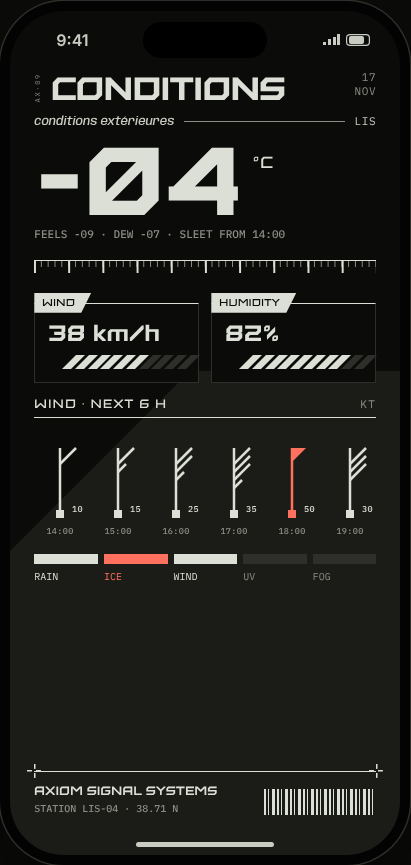 9:41
AX·09
CONDITIONS
17 NOV
conditions extérieures
LIS
-04 °C
FEELS -09 · DEW -07 · SLEET FROM 14:00
WIND
38 km/h
HUMIDITY
82%
WIND · NEXT 6 H
KT
10 15 25 35 50 30
14:00 15:00 16:00 17:00 18:00 19:00
RAIN ICE WIND UV FOG
AXIOM SIGNAL SYSTEMS
STATION LIS-04 · 38.71 N